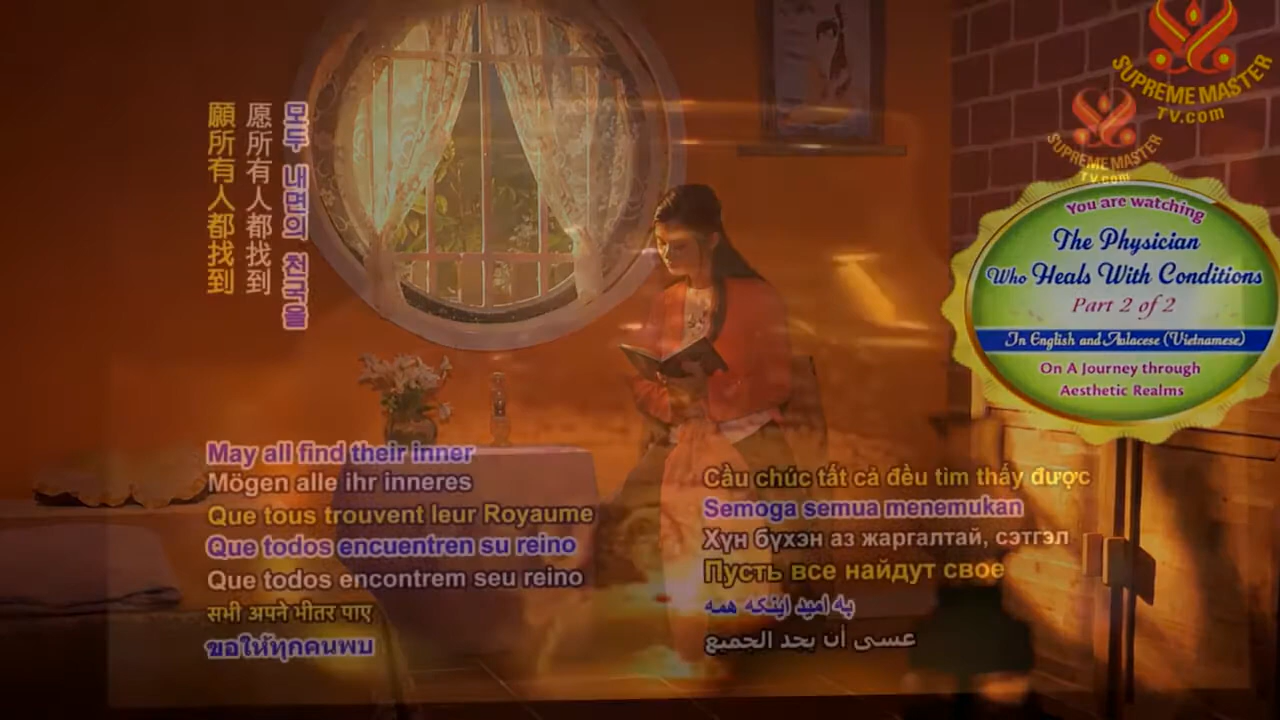 SUPREME MASTER
TV.com
SUPREME MASTER
TV.com
You are watching
The Physician
Who Heals With Conditions
Part 2 of 2
In English and Aulacese (Vietnamese)
On A Journey through
Aesthetic Realms
모두 내면의 천국을
愿所有人都找到
願所有人都找到
May all find their inner
Mögen alle ihr inneres
Que tous trouvent leur Royaume
Que todos encuentren su reino
Que todos encontrem seu reino
सभी अपने भीतर पाए
ขอให้ทุกคนพบ
Cầu chúc tất cả đều tìm thấy được
Semoga semua menemukan
Хүн бүхэн аз жаргалтай, сэтгэл
Пусть все найдут свое
به امید اینکه همه
عسى أن يجد الجميع